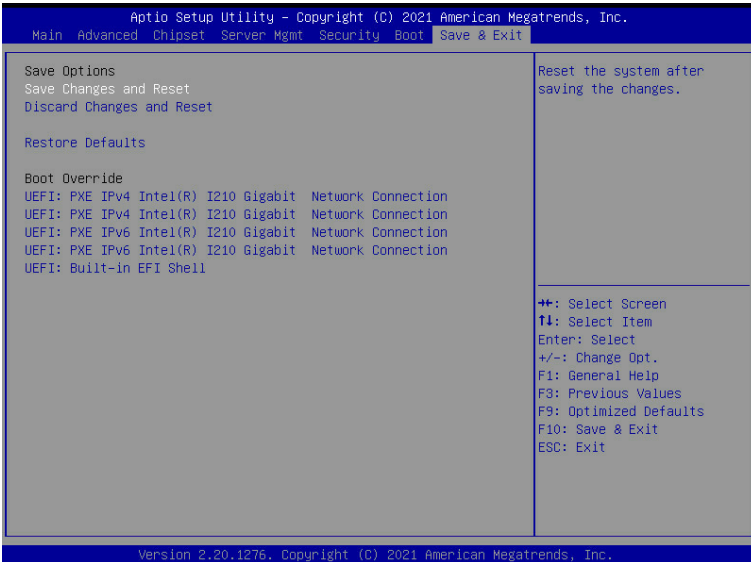 Aptio Setup Utility – Copyright (C) 2021 American Megatrends, Inc.
Main Advanced Chipset Server Mgmt Security Boot Save & Exit
Save Options
Save Changes and Reset
Discard Changes and Reset
Restore Defaults
Boot Override
UEFI: PXE IPv4 Intel(R) I210 Gigabit  Network Connection
UEFI: PXE IPv4 Intel(R) I210 Gigabit  Network Connection
UEFI: PXE IPv6 Intel(R) I210 Gigabit  Network Connection
UEFI: PXE IPv6 Intel(R) I210 Gigabit  Network Connection
UEFI: Built-in EFI Shell
Reset the system after
saving the changes.
→←: Select Screen
↑↓: Select Item
Enter: Select
+/-: Change Opt.
F1: General Help
F3: Previous Values
F9: Optimized Defaults
F10: Save & Exit
ESC: Exit
Version 2.20.1276. Copyright (C) 2021 American Megatrends, Inc.